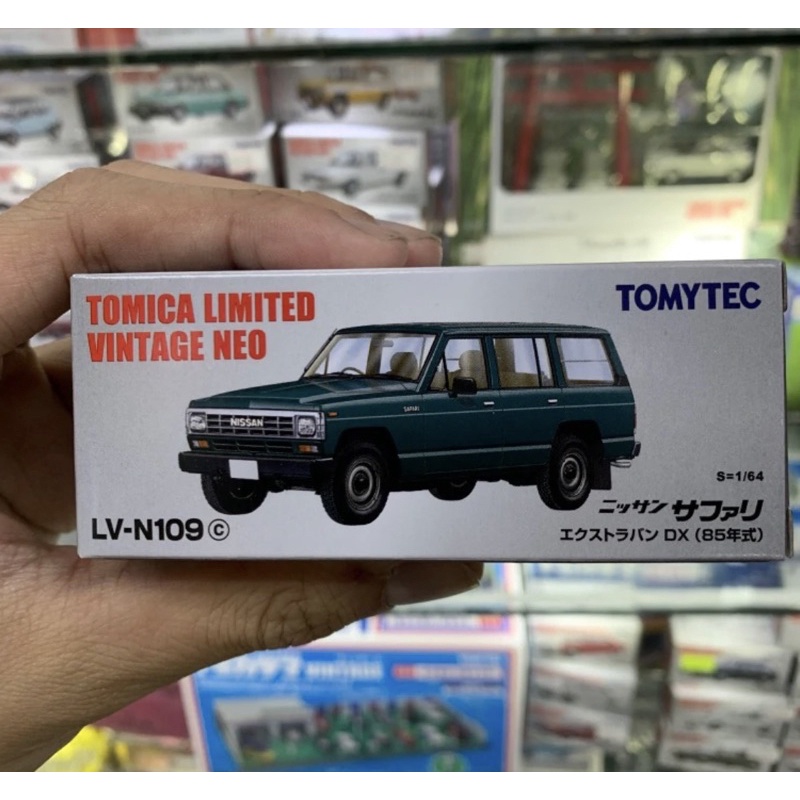 TOMICA LIMITED
VINTAGE NEO
TOMYTEC
SAFARI
NISSAN
S=1/64
LV-N109ⓒ
ニッサン サファリ
エクストラバン DX (85年式)